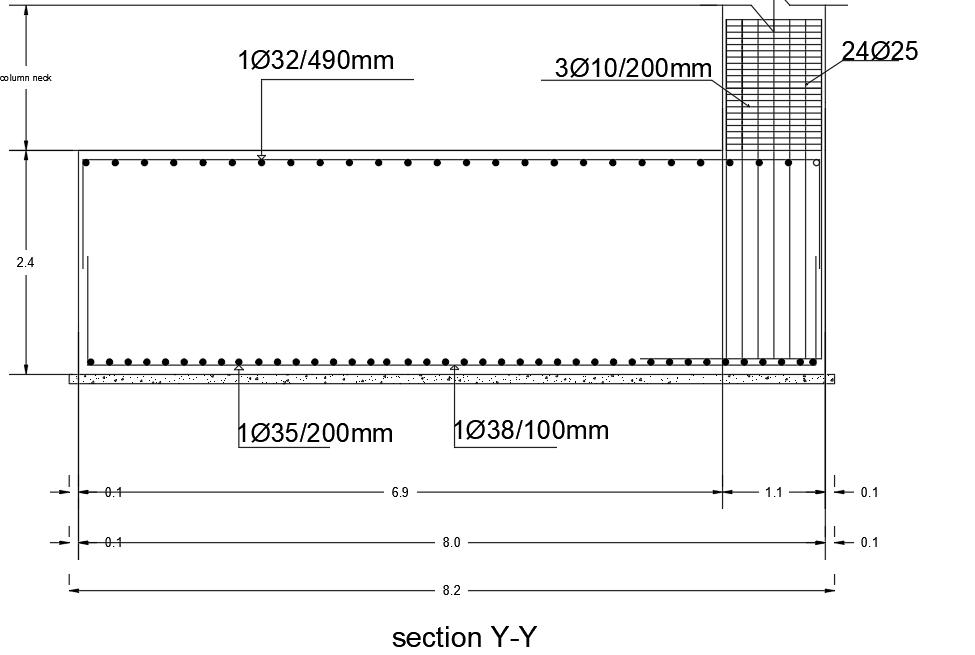 1Ø32/490mm
3Ø10/200mm
24Ø25
column neck
2.4
1Ø35/200mm
1Ø38/100mm
0.1
6.9
1.1
0.1
0.1
8.0
0.1
8.2
section Y-Y